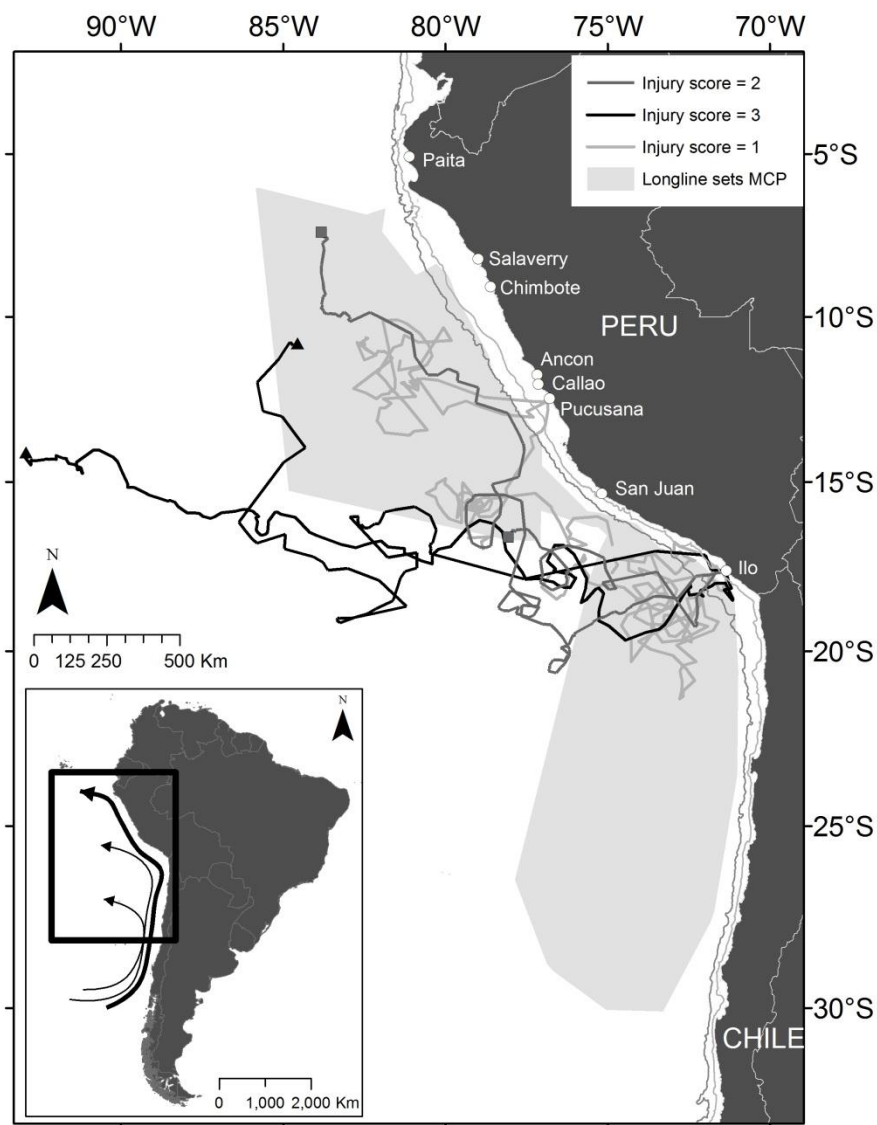 90°W 85°W 80°W 75°W 70°W
Injury score = 2
Injury score = 3
Injury score = 1
Longline sets MCP
5°S
Paita
Salaverry
Chimbote
10°S
PERU
Ancon
Callao
Pucusana
15°S
San Juan
N
Ilo
0 125 250 500 Km
20°S
N
25°S
30°S
CHILE
0 1,000 2,000 Km